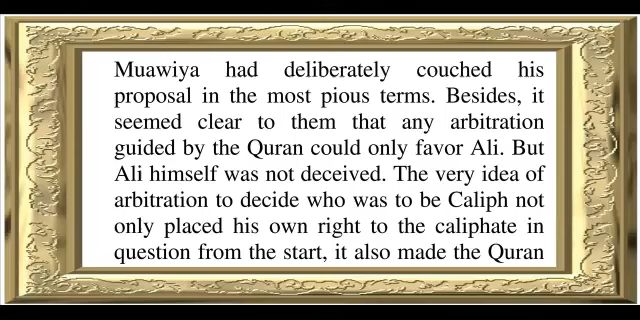 Muawiya had deliberately couched his
proposal in the most pious terms. Besides, it
seemed clear to them that any arbitration
guided by the Quran could only favor Ali. But
Ali himself was not deceived. The very idea of
arbitration to decide who was to be Caliph not
only placed his own right to the caliphate in
question from the start, it also made the Quran